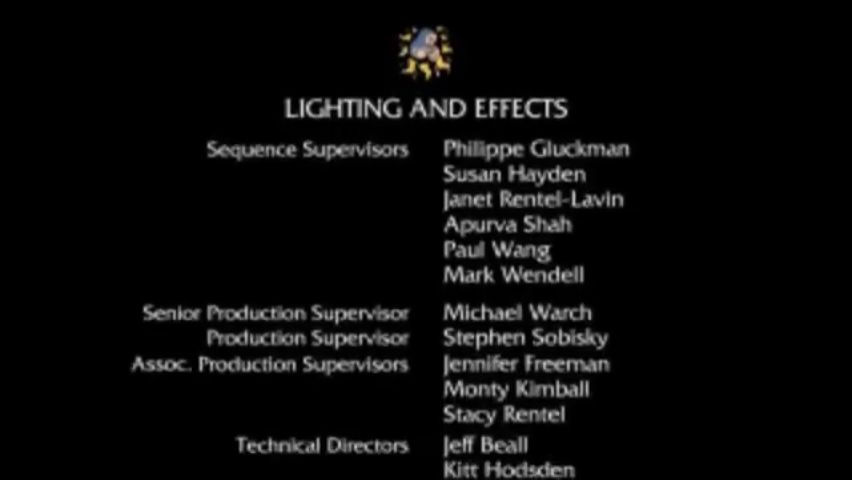 LIGHTING AND EFFECTS
Sequence Supervisors Philippe Gluckman
Susan Hayden
Janet Rentel-Lavin
Apurva Shah
Paul Wang
Mark Wendell
Senior Production Supervisor Michael Warch
Production Supervisor Stephen Sobisky
Assoc. Production Supervisors Jennifer Freeman
Monty Kimball
Stacy Rentel
Technical Directors Jeff Beall
Kitt Hodsden